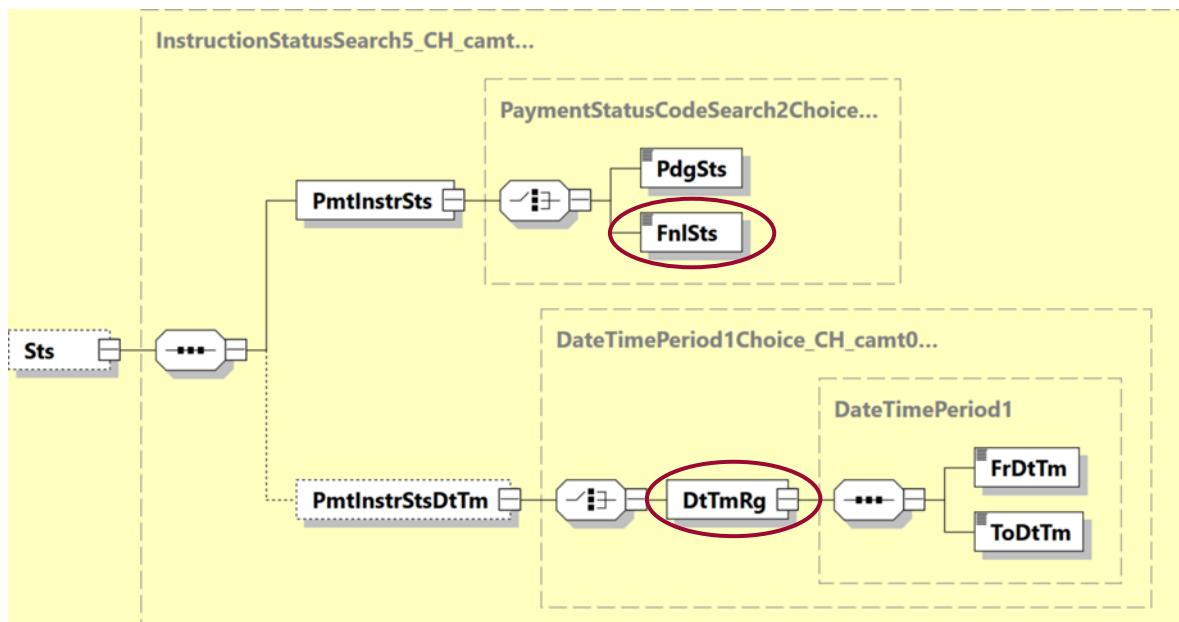 InstructionStatusSearch5_CH_camt...
PaymentStatusCodeSearch2Choice...
PdgSts
PmtInstrSts
FnlSts
DateTimePeriod1Choice_CH_camt0...
Sts
DateTimePeriod1
FrDtTm
PmtInstrStsDtTm
DtTmRg
ToDtTm